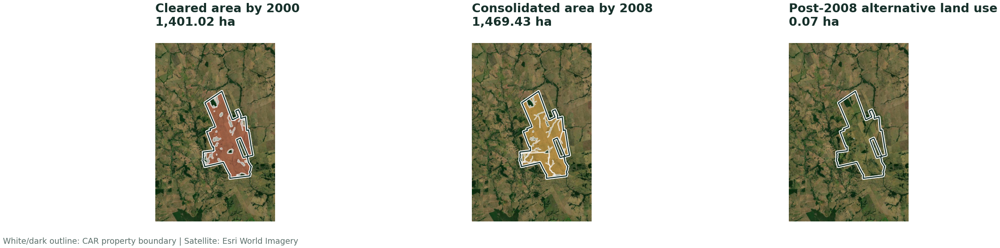 Cleared area by 2000
1,401.02 ha
Consolidated area by 2008
1,469.43 ha
Post-2008 alternative land use
0.07 ha
White/dark outline: CAR property boundary | Satellite: Esri World Imagery